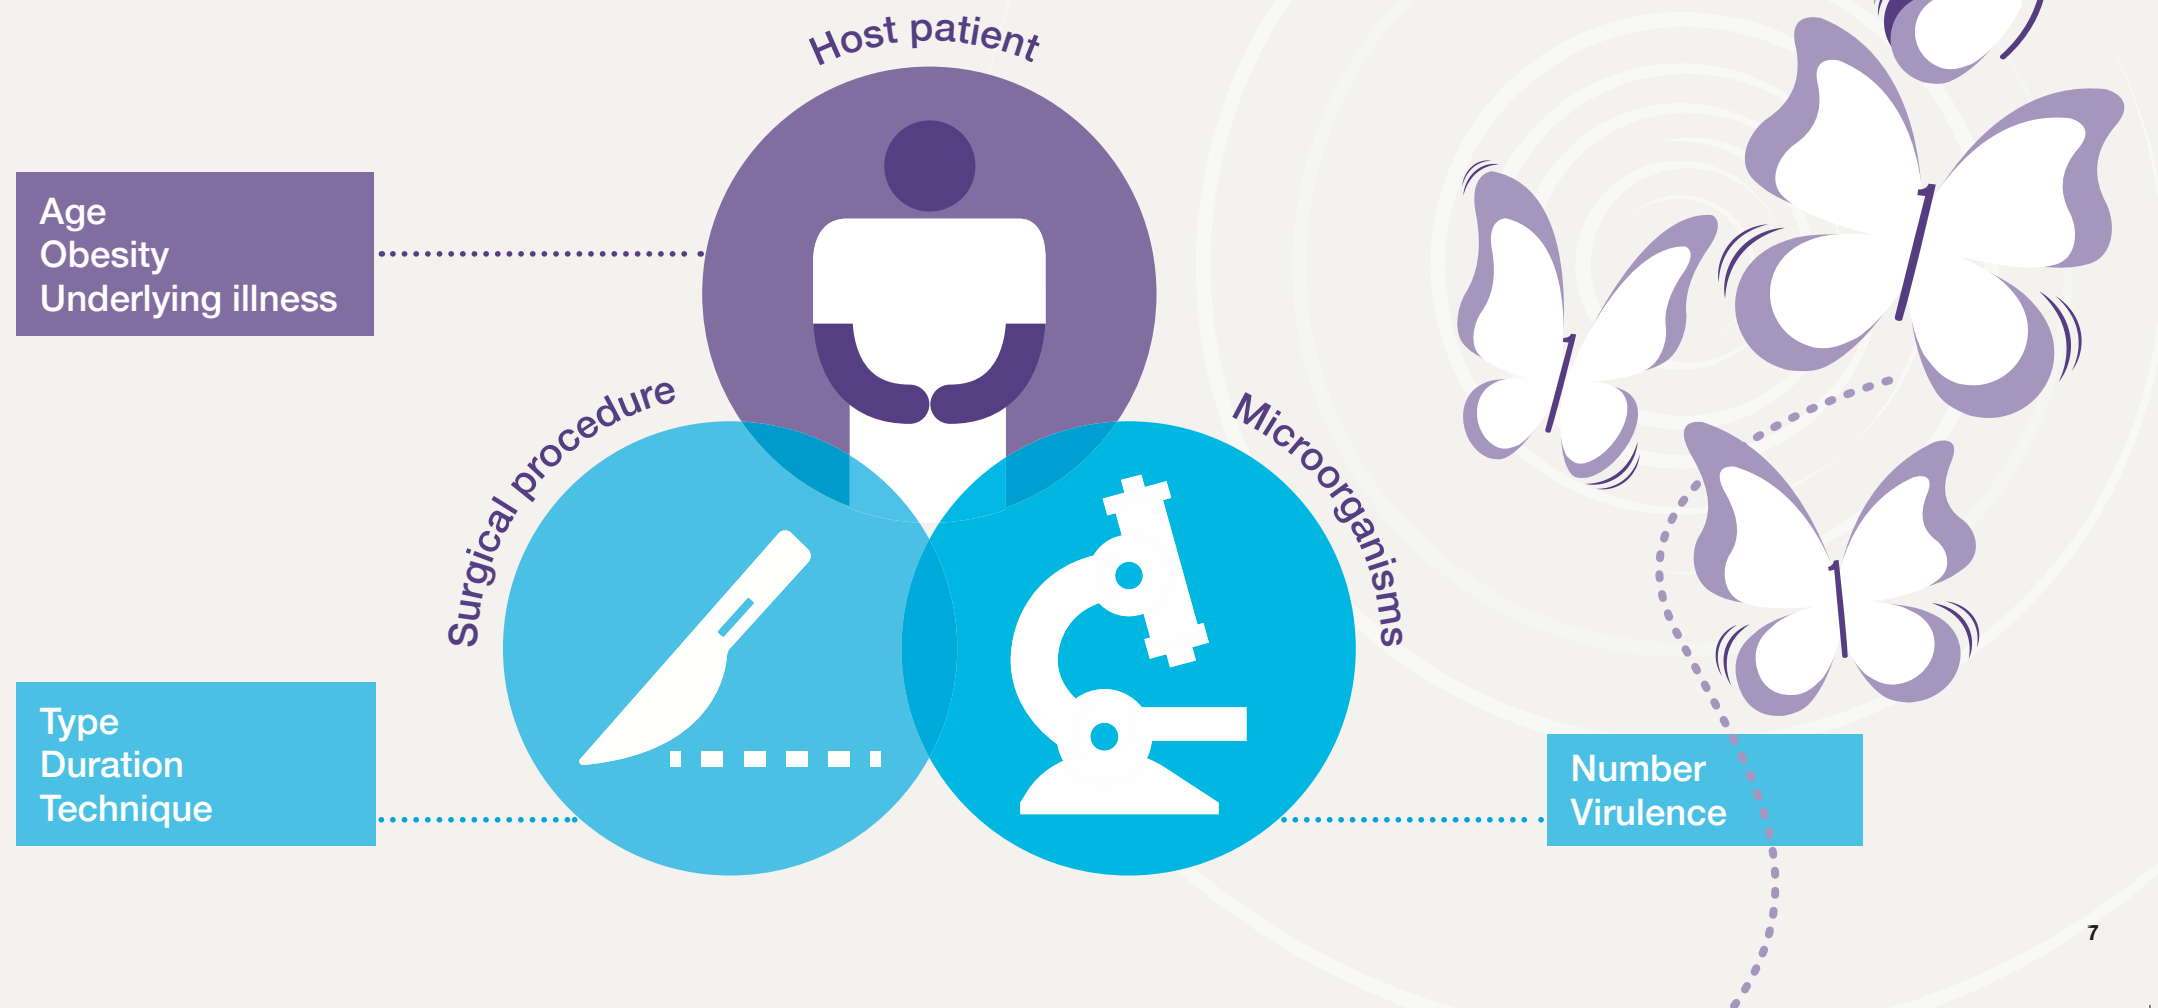 Host patient
Age
Obesity
Underlying illness
Surgical procedure
Microorganisms
Type
Duration
Technique
Number
Virulence
7